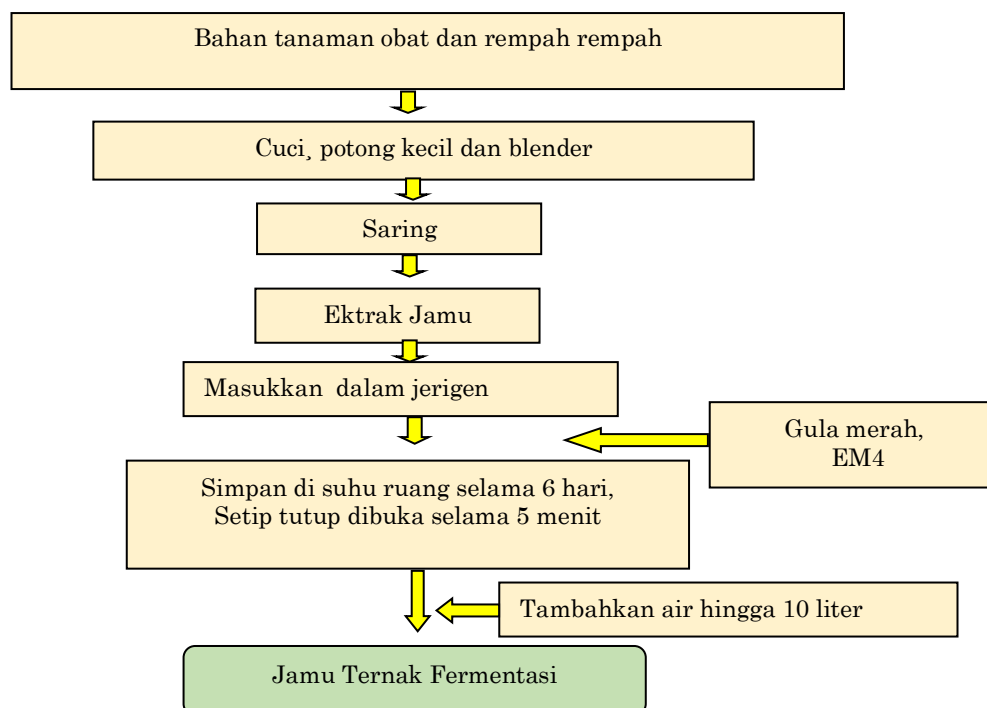 Bahan tanaman obat dan rempah rempah
Cuci¸ potong kecil dan blender
Saring
Ektrak Jamu
Masukkan dalam jerigen
Gula merah,
EM4
Simpan di suhu ruang selama 6 hari,
Setip tutup dibuka selama 5 menit
Tambahkan air hingga 10 liter
Jamu Ternak Fermentasi